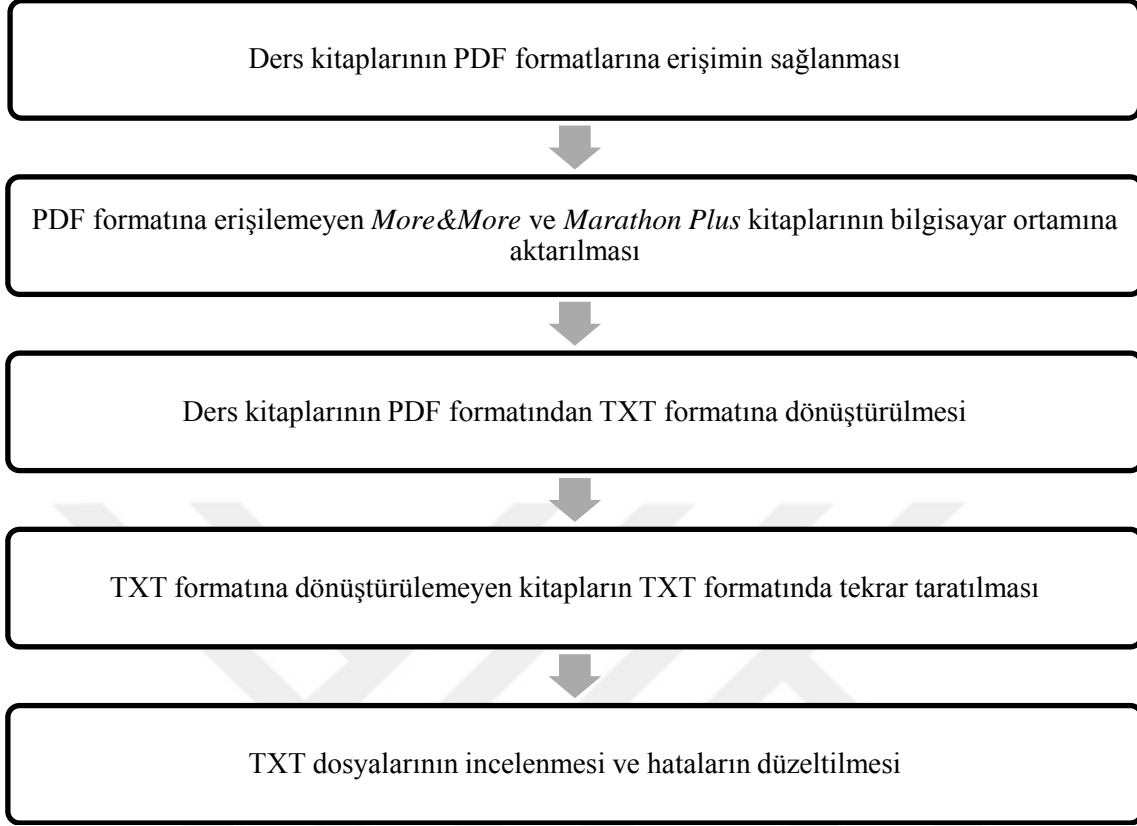 Ders kitaplarının PDF formatlarına erişimin sağlanması
PDF formatına erişilemeyen More&More ve Marathon Plus kitaplarının bilgisayar ortamına
aktarılması
Ders kitaplarının PDF formatından TXT formatına dönüştürülmesi
TXT formatına dönüştürülemeyen kitapların TXT formatında tekrar taratılması
TXT dosyalarının incelenmesi ve hataların düzeltilmesi